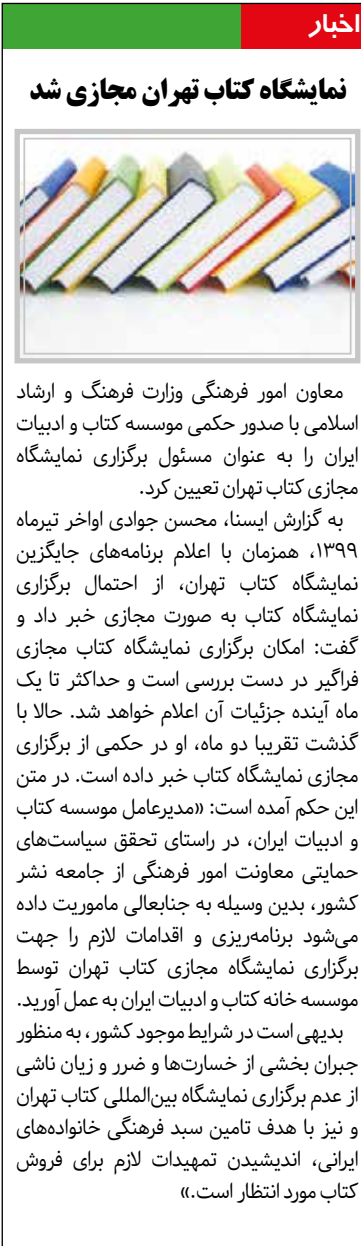 اخبار
نمایشگاه کتاب تهران مجازی شد
معاون امور فرهنگی وزارت فرهنگ و ارشاد
اسلامی با صدور حکمی موسسه کتاب و ادبیات
ایران را به عنوان مسئول برگزاری نمایشگاه
مجازی کتاب تهران تعیین کرد.
به گزارش ایسنا، محسن جوادی اواخر تیرماه
۱۳۹۹، همزمان با اعلام برنامه‌های جایگزین
نمایشگاه کتاب تهران، از احتمال برگزاری
نمایشگاه کتاب به صورت مجازی خبر داد و
گفت: امکان برگزاری نمایشگاه کتاب مجازی
فراگیر در دست بررسی است و حداکثر تا یک
ماه آینده جزئیات آن اعلام خواهد شد. حالا با
گذشت تقریبا دو ماه، او در حکمی از برگزاری
مجازی نمایشگاه کتاب خبر داده است. در متن
این حکم آمده است: «مدیرعامل موسسه کتاب
و ادبیات ایران، در راستای تحقق سیاست‌های
حمایتی معاونت امور فرهنگی از جامعه نشر
کشور، بدین وسیله به جنابعالی ماموریت داده
می‌شود برنامه‌ریزی و اقدامات لازم را جهت
برگزاری نمایشگاه مجازی کتاب تهران توسط
موسسه خانه کتاب و ادبیات ایران به عمل آورید.
بدیهی است در شرایط موجود کشور، به منظور
جبران بخشی از خسارت‌ها و ضرر و زیان ناشی
از عدم برگزاری نمایشگاه بین‌المللی کتاب تهران
و نیز با هدف تامین سبد فرهنگی خانواده‌های
ایرانی، اندیشیدن تمهیدات لازم برای فروش
کتاب مورد انتظار است.»